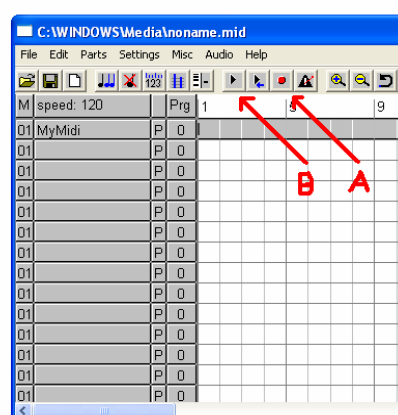 C:\WINDOWS\Media\noname.mid
File Edit Parts Settings Misc Audio Help
123
M speed: 120 Prg 1 5 9
01 MyMidi P 0
01 P 0
01 P 0
01 P 0
01 P 0
01 P 0
01 P 0
01 P 0
01 P 0
01 P 0
01 P 0
01 P 0
01 P 0
01 P 0
B A